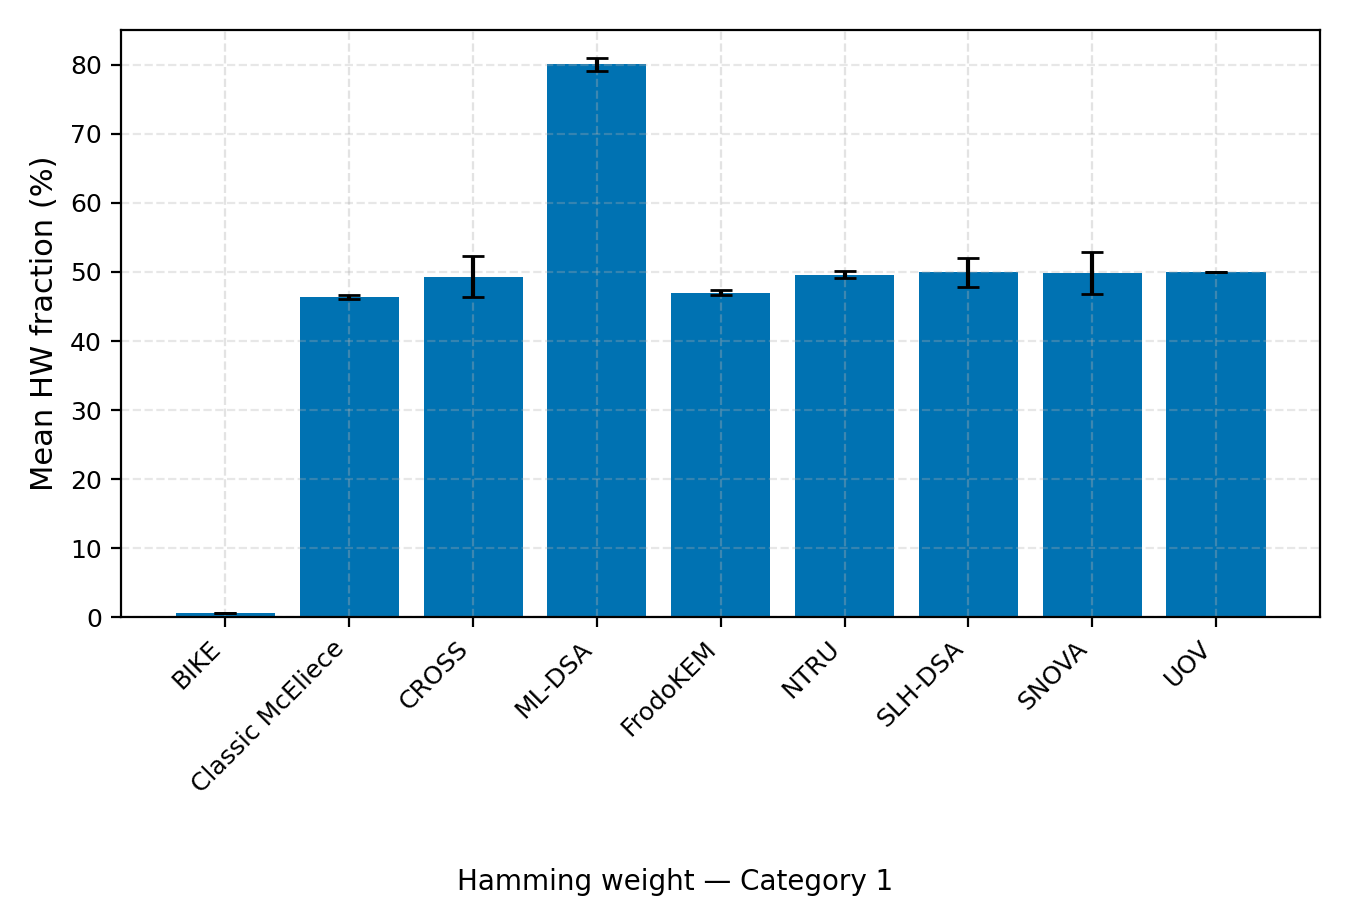 Mean HW fraction (%)
80
70
60
50
40
30
20
10
0
BIKE
Classic McEliece
CROSS
ML-DSA
FrodoKEM
NTRU
SLH-DSA
SNOVA
UOV
Hamming weight — Category 1